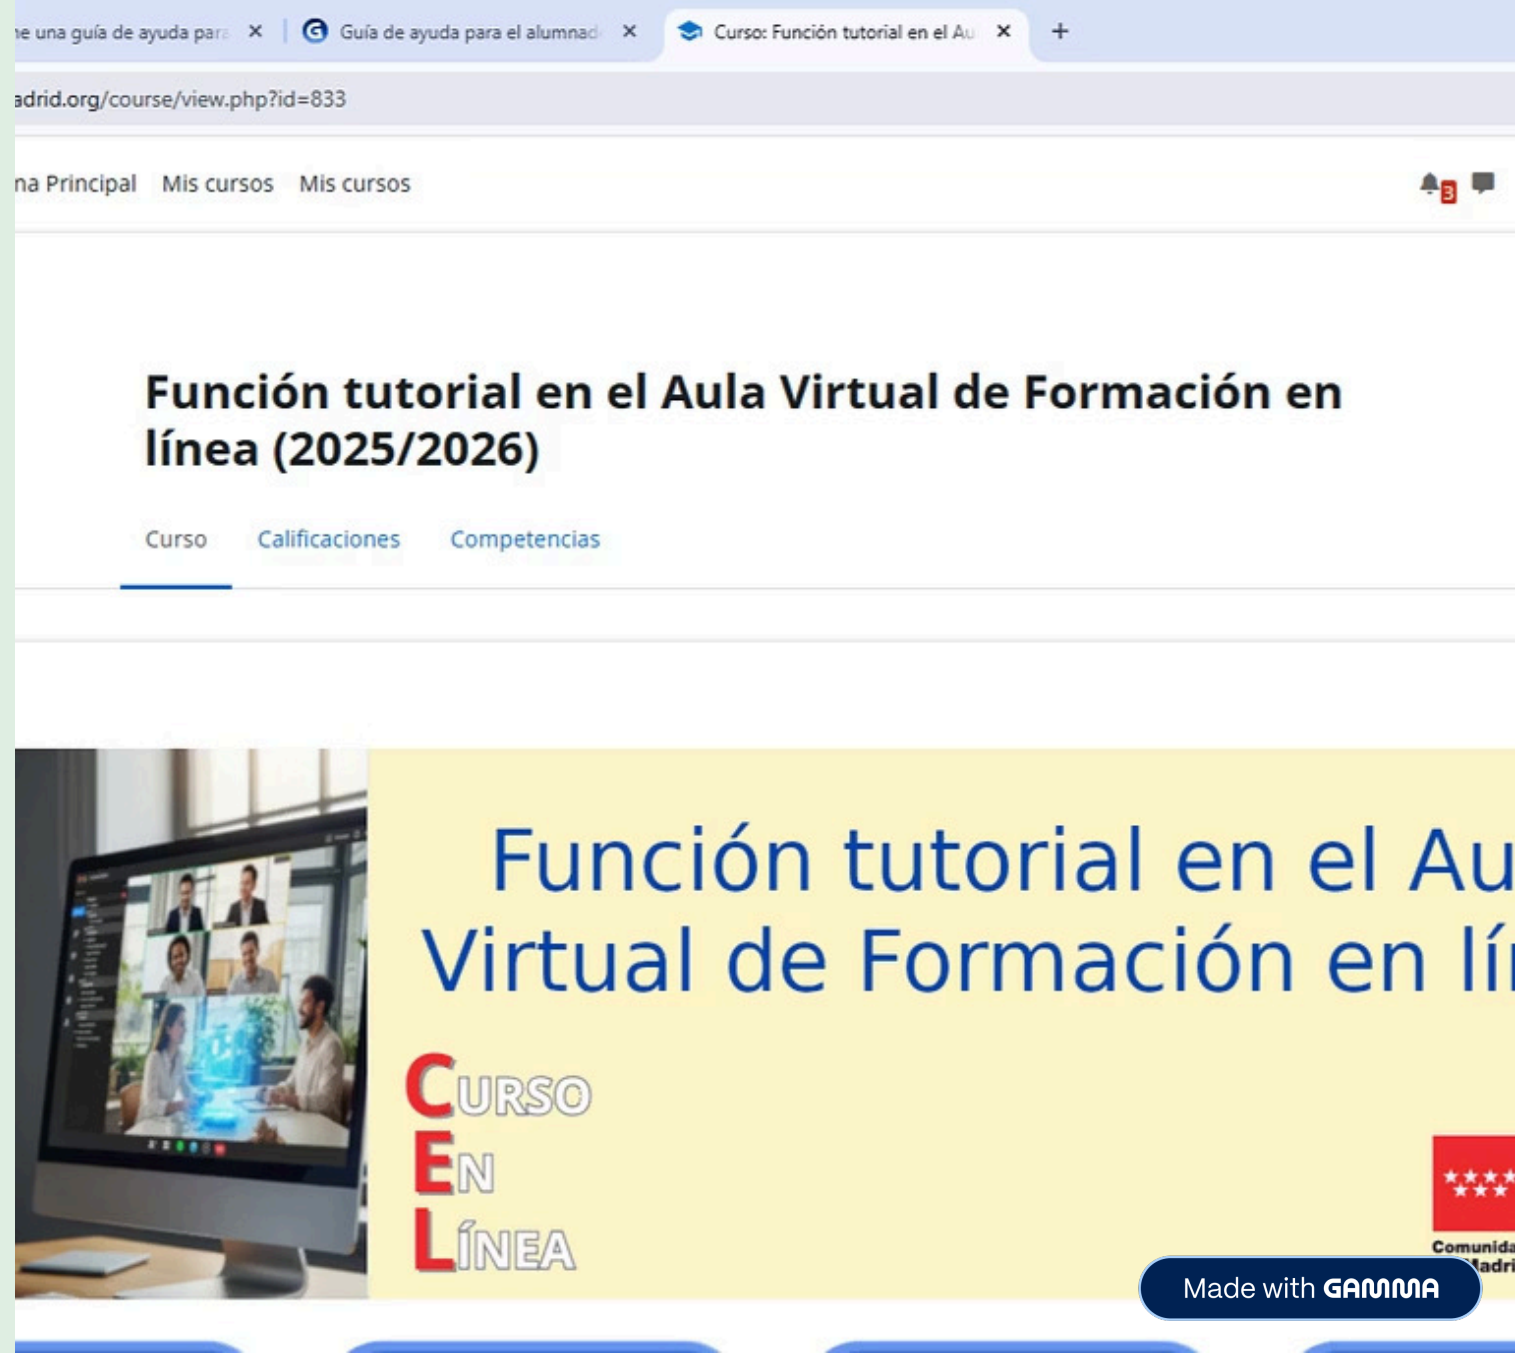 ne una guía de ayuda para
Guía de ayuda para el alumnad
Curso: Función tutorial en el Au
adrid.org/course/view.php?id=833
na Principal Mis cursos Mis cursos
3
Función tutorial en el Aula Virtual de Formación en
línea (2025/2026)
Curso Calificaciones Competencias
Función tutorial en el Au
Virtual de Formación en lí
CURSO
EN
LÍNEA
Comunida
Madri
Made with GAMMA